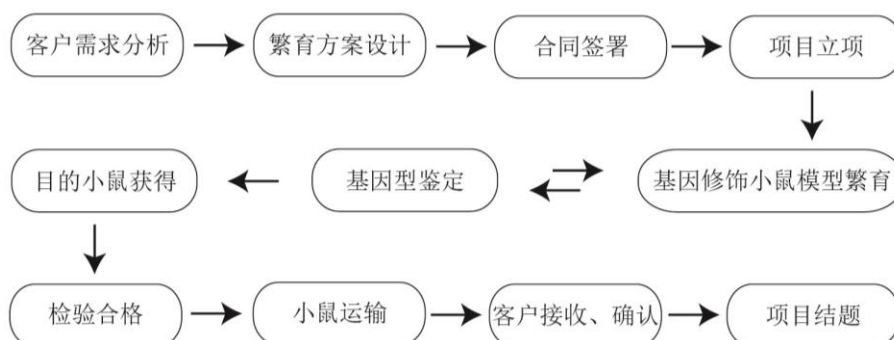 客户需求分析
繁育方案设计
合同签署
项目立项
基因修饰小鼠模型繁育
基因型鉴定
目的小鼠获得
检验合格
小鼠运输
客户接收、确认
项目结题